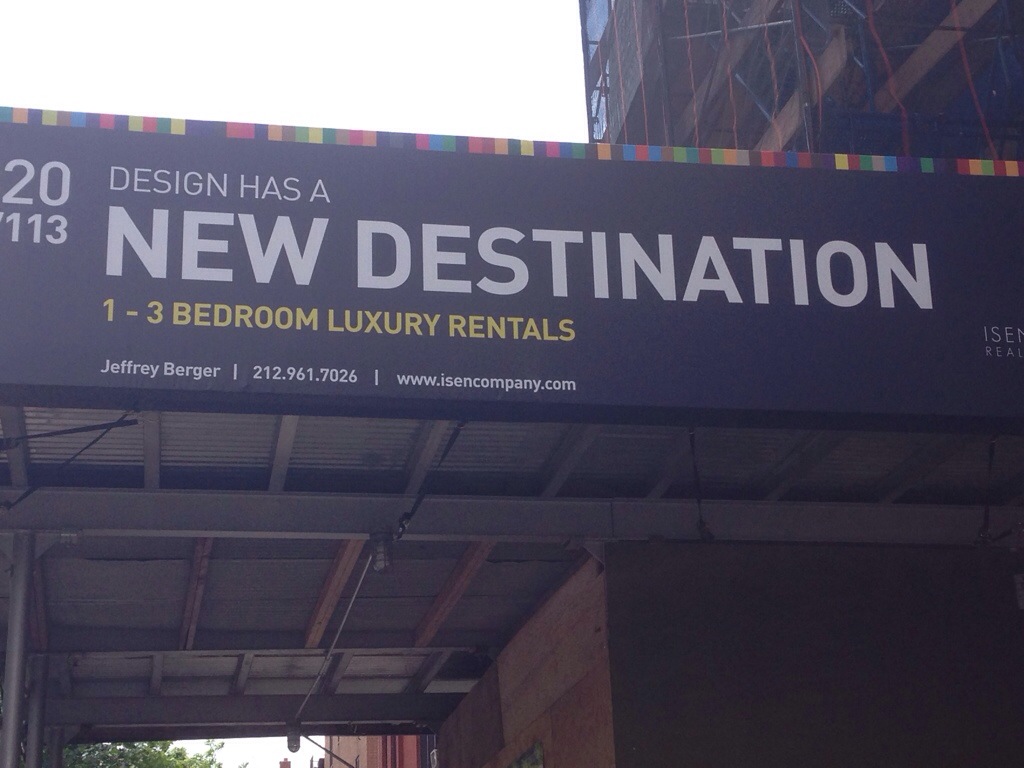 20
/113
DESIGN HAS A
NEW DESTINATION
1 - 3 BEDROOM LUXURY RENTALS
Jeffrey Berger | 212.961.7026 | www.isencompany.com
ISEN
REAL